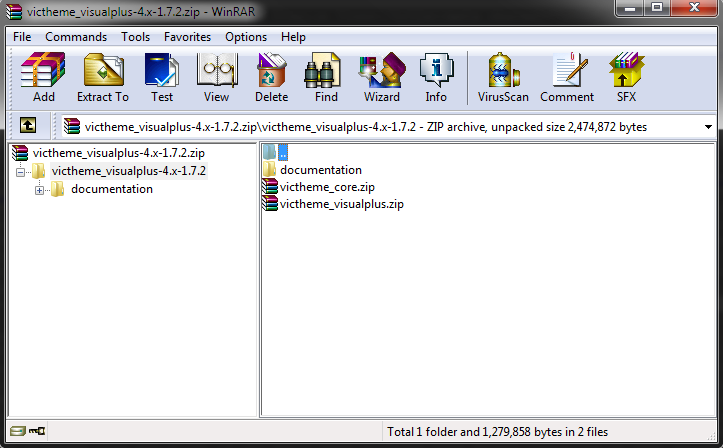 victheme_visualplus-4.x-1.7.2.zip - WinRAR
File Commands Tools Favorites Options Help
Add Extract To Test View Delete Find Wizard Info VirusScan Comment SFX
victheme_visualplus-4.x-1.7.2.zip\victheme_visualplus-4.x-1.7.2 - ZIP archive, unpacked size 2,474,872 bytes
victheme_visualplus-4.x-1.7.2.zip
victheme_visualplus-4.x-1.7.2
documentation
..
documentation
victheme_core.zip
victheme_visualplus.zip
Total 1 folder and 1,279,858 bytes in 2 files